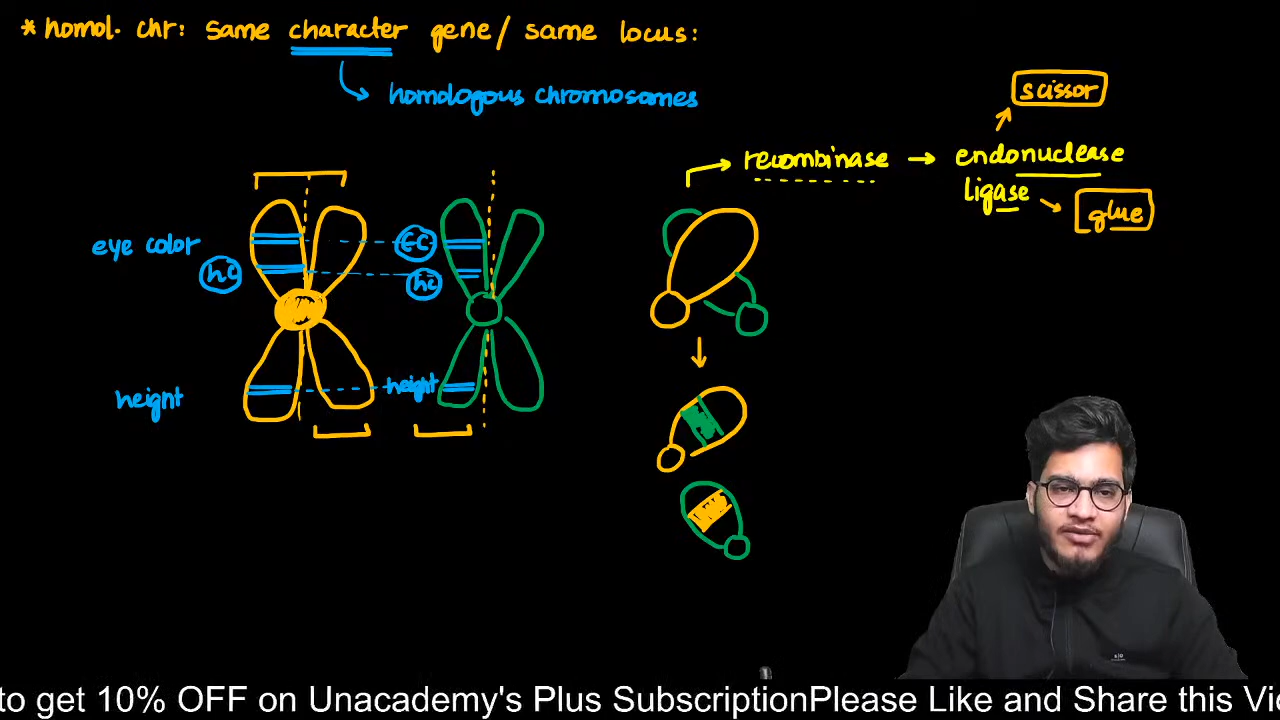 * homol. chr: same character gene/ same locus:
homologous chromosomes
scissor
recombinase → endonuclease
ligase
glue
eye color
EC
hc
hc
height
height
to get 10% OFF on Unacademy's Plus SubscriptionPlease Like and Share this Vi